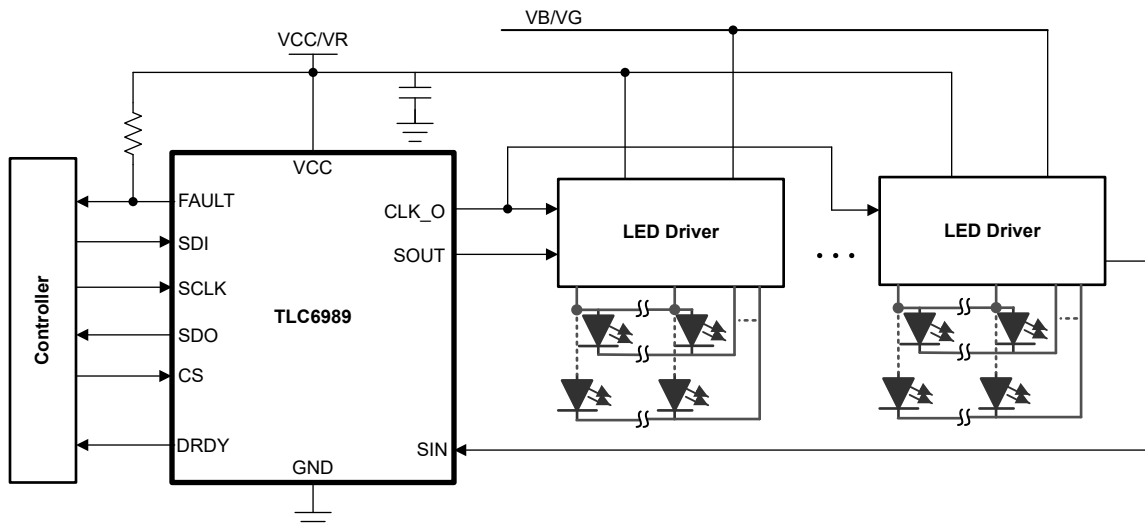 VB/VG
VCC/VR
VCC
FAULT
SDI
SCLK
SDO
CS
DRDY
Controller
TLC6989
CLK_O
SOUT
SIN
GND
LED Driver
LED Driver